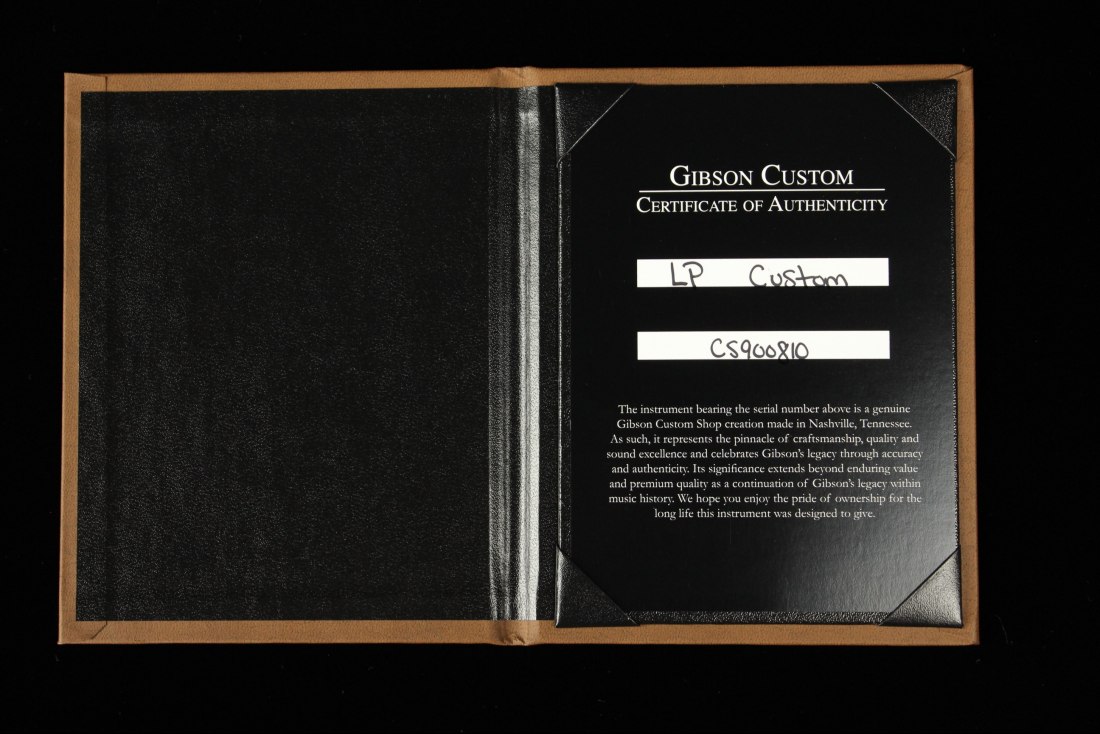 GIBSON CUSTOM
CERTIFICATE OF AUTHENTICITY
LP Custom
CS900810
The instrument bearing the serial number above is a genuine
Gibson Custom Shop creation made in Nashville, Tennessee.
As such, it represents the pinnacle of craftsmanship, quality and
sound excellence and celebrates Gibson's legacy through accuracy
and authenticity. Its significance extends beyond enduring value
and premium quality as a continuation of Gibson's legacy within
music history. We hope you enjoy the pride of ownership for the
long life this instrument was designed to give.